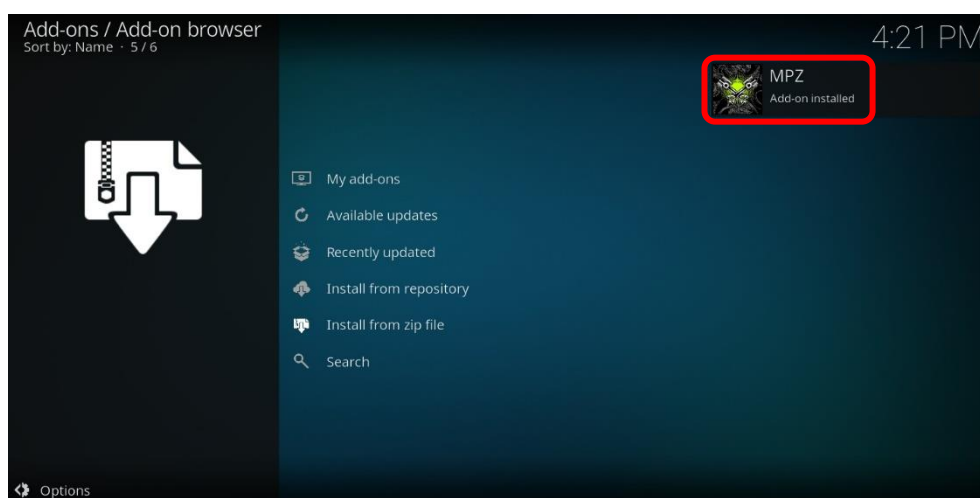 Add-ons / Add-on browser
Sort by: Name · 5 / 6
4:21 PM
MPZ
Add-on installed
My add-ons
Available updates
Recently updated
Install from repository
Install from zip file
Search
Options